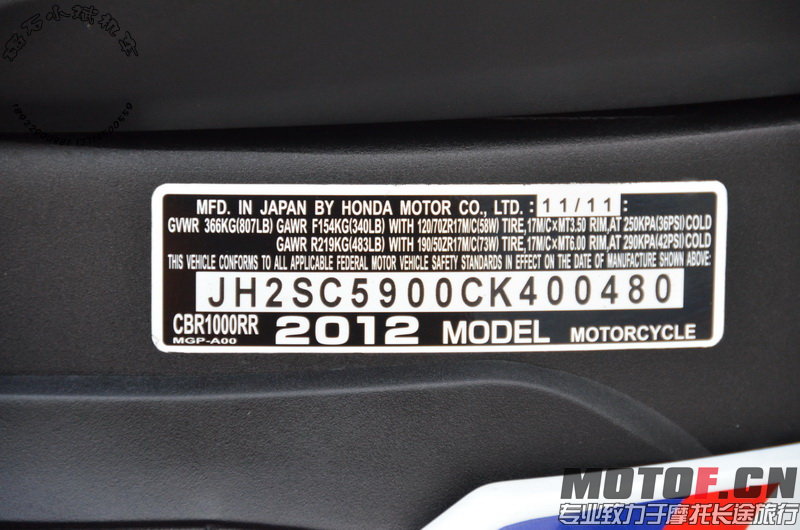 MFD. IN JAPAN BY HONDA MOTOR CO., LTD. : 11/11 :
GVWR 366KG(807LB) GAWR F154KG(340LB) WITH 120/70ZR17M/C(58W) TIRE,17M/C×MT3.50 RIM,AT 250KPA(36PSI)COLD
GAWR R219KG(483LB) WITH 190/50ZR17M/C(73W) TIRE,17M/C×MT6.00 RIM,AT 290KPA(42PSI)COLD
THIS VEHICLE CONFORMS TO ALL APPLICABLE FEDERAL MOTOR VEHICLE SAFETY STANDARDS IN EFFECT ON THE DATE OF MANUFACTURE SHOWN ABOVE.
JH2SC5900CK400480
CBR1000RR 2012 MODEL MOTORCYCLE
MGP-A00
MOTOF.CN
专业致力于摩托长途旅行